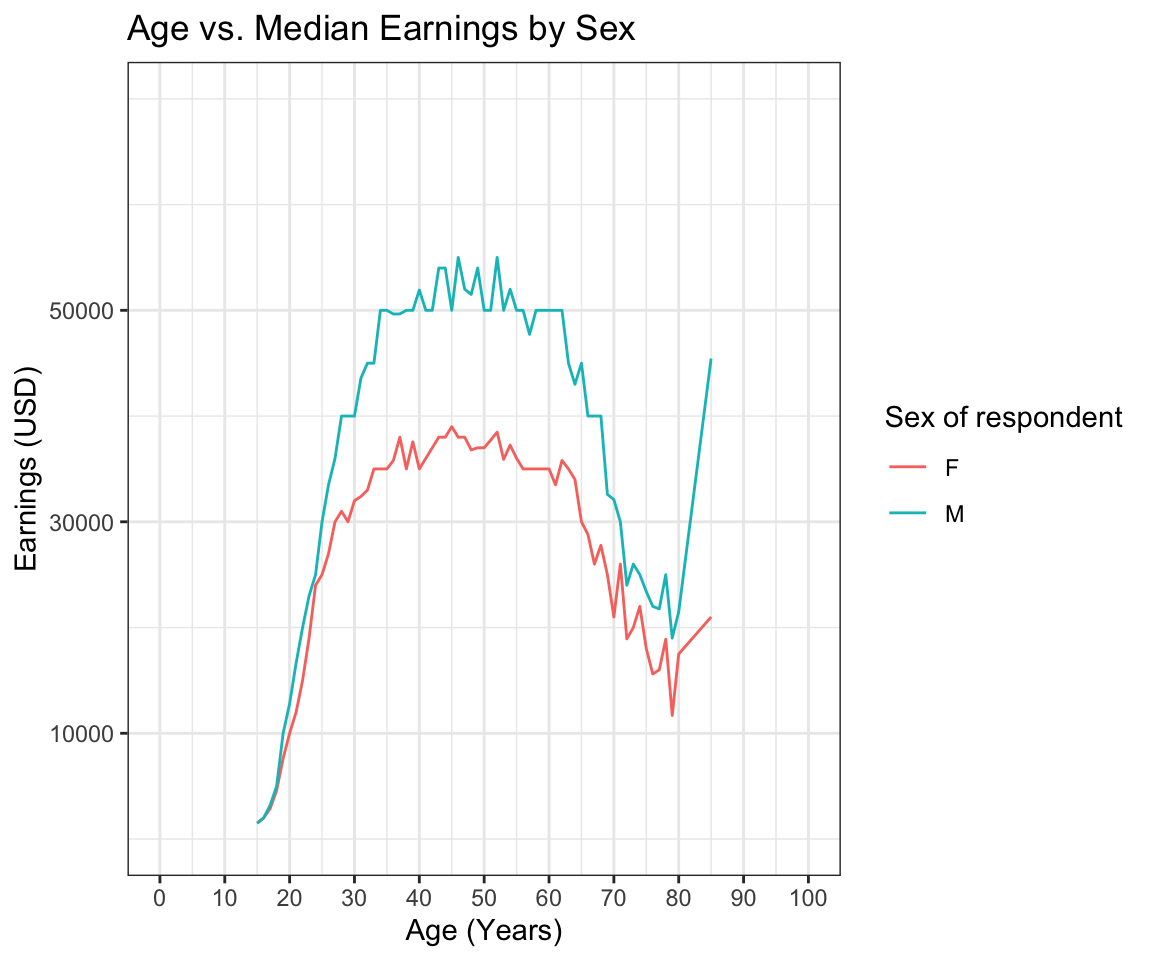 Age vs. Median Earnings by Sex
Earnings (USD)
50000
30000
10000
0 10 20 30 40 50 60 70 80 90 100
Age (Years)
Sex of respondent
F
M